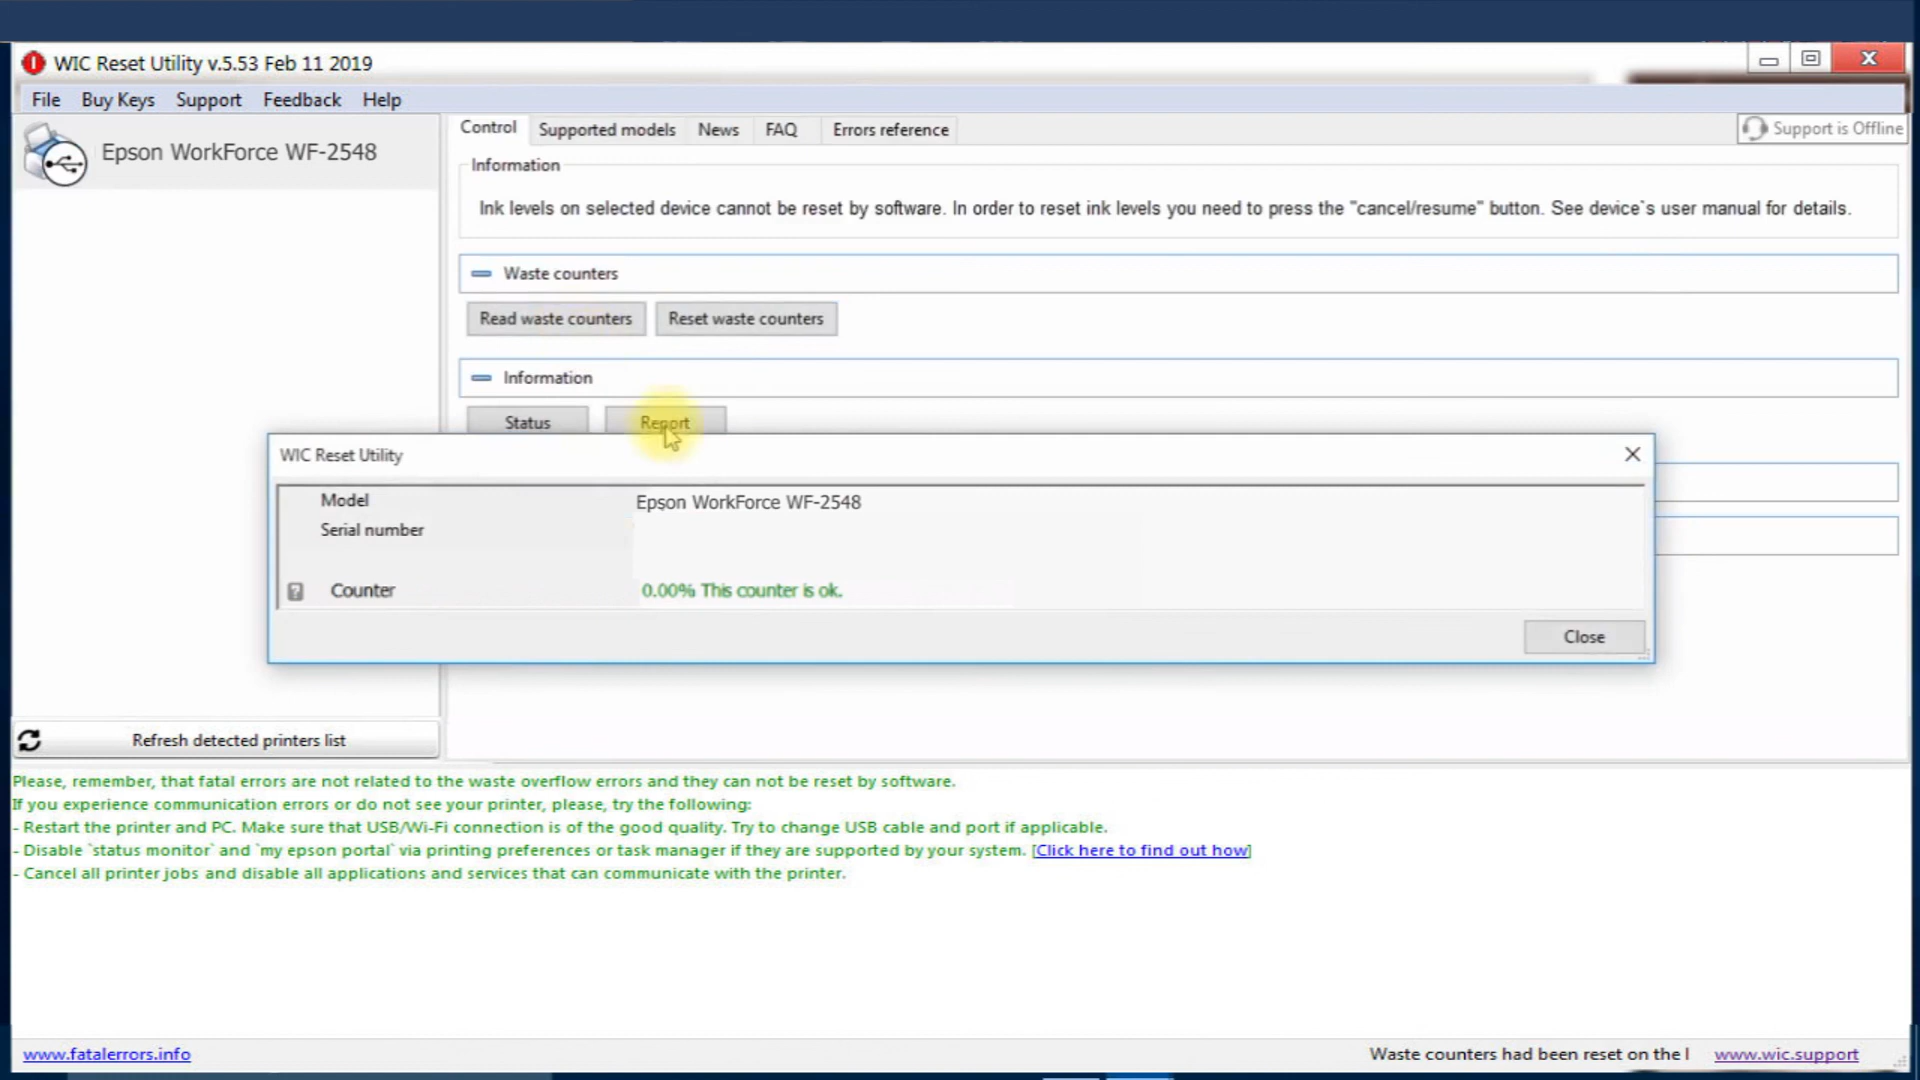 WIC Reset Utility v.5.53 Feb 11 2019
File Buy Keys Support Feedback Help
Epson WorkForce WF-2548
Control Supported models News FAQ Errors reference
Support is Offline
Information
Ink levels on selected device cannot be reset by software. In order to reset ink levels you need to press the "cancel/resume" button. See device`s user manual for details.
Waste counters
Read waste counters Reset waste counters
Information
Status Report
WIC Reset Utility
Model Epson WorkForce WF-2548
Serial number
Counter 0.00% This counter is ok.
Close
Refresh detected printers list
Please, remember, that fatal errors are not related to the waste overflow errors and they can not be reset by software.
If you experience communication errors or do not see your printer, please, try the following:
- Restart the printer and PC. Make sure that USB/Wi-Fi connection is of the good quality. Try to change USB cable and port if applicable.
- Disable `status monitor` and `my epson portal` via printing preferences or task manager if they are supported by your system. [Click here to find out how]
- Cancel all printer jobs and disable all applications and services that can communicate with the printer.
www.fatalerrors.info
Waste counters had been reset on the l www.wic.support